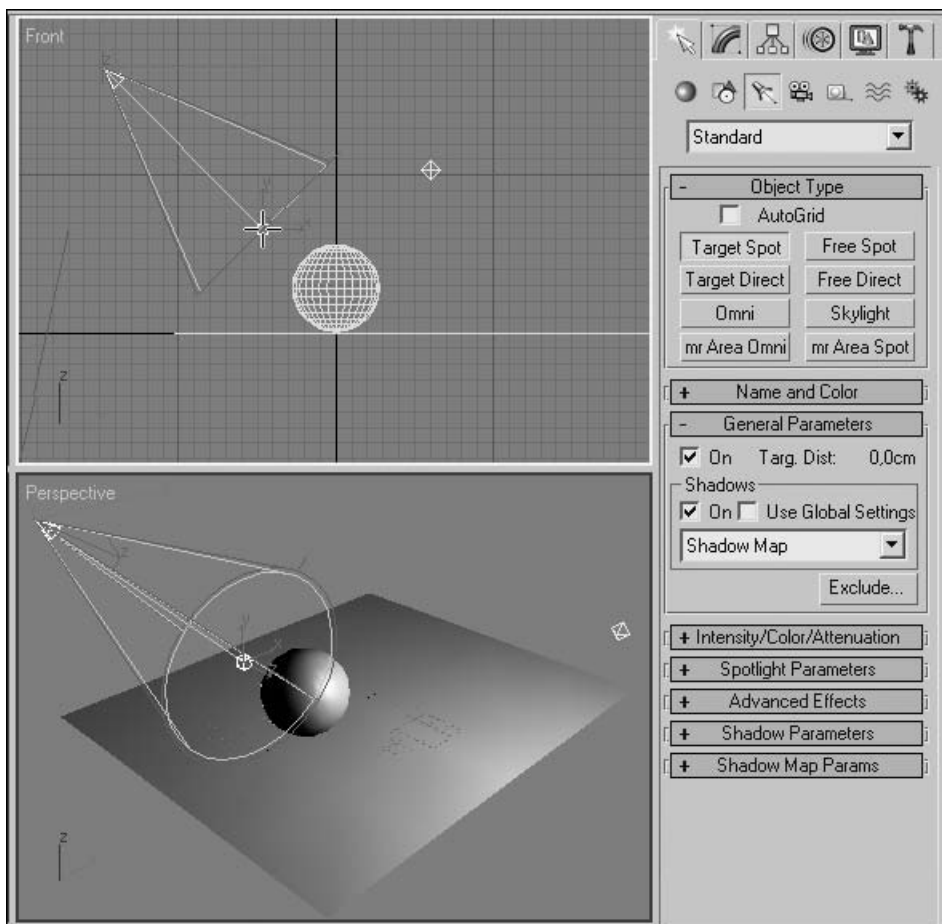 Front
z
z
Perspective
z
y
z
Standard
- Object Type
AutoGrid
Target Spot Free Spot
Target Direct Free Direct
Omni Skylight
mr Area Omni mr Area Spot
+ Name and Color
- General Parameters
On Targ. Dist: 0,0cm
Shadows
On Use Global Settings
Shadow Map
Exclude...
+ Intensity/Color/Attenuation
+ Spotlight Parameters
+ Advanced Effects
+ Shadow Parameters
+ Shadow Map Params